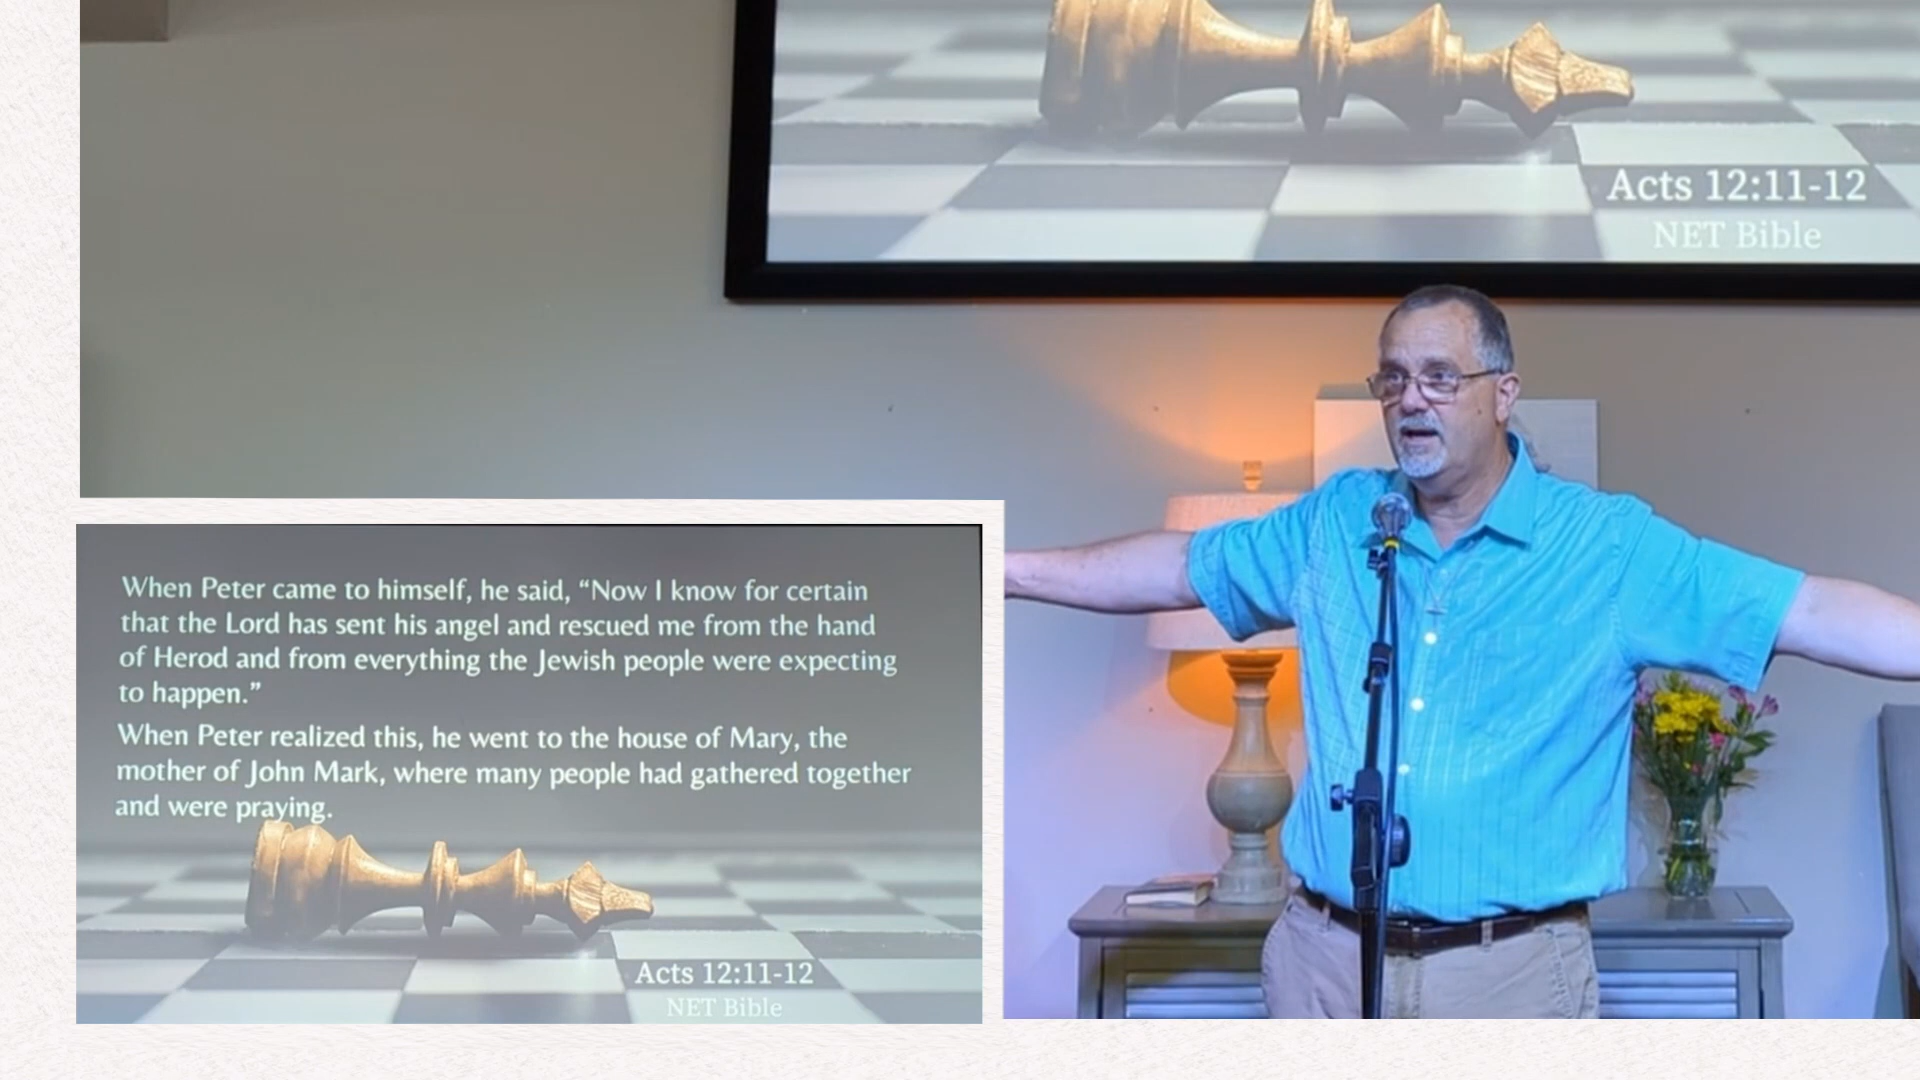 Acts 12:11-12
NET Bible
When Peter came to himself, he said, “Now I know for certain
that the Lord has sent his angel and rescued me from the hand
of Herod and from everything the Jewish people were expecting
to happen.”
When Peter realized this, he went to the house of Mary, the
mother of John Mark, where many people had gathered together
and were praying.
Acts 12:11-12
NET Bible